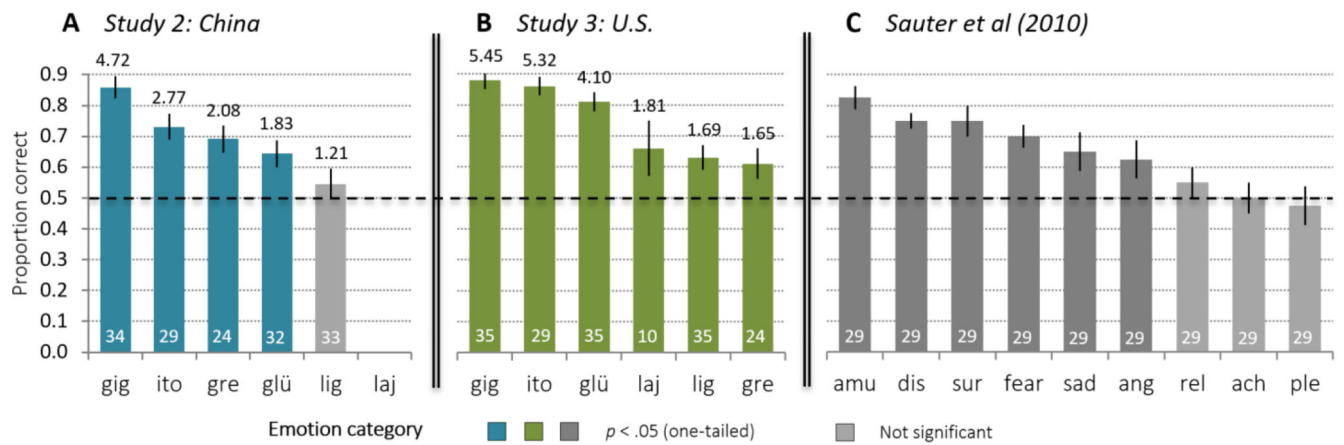 A Study 2: China
B Study 3: U.S.
C Sauter et al (2010)
Proportion correct
0.9
0.8
0.7
0.6
0.5
0.4
0.3
0.2
0.1
0.0
4.72
2.77
2.08
1.83
1.21
34 29 24 32 33
gig ito gre glü lig laj
5.45 5.32 4.10 1.81 1.69 1.65
35 29 35 10 35 24
gig ito glü laj lig gre
29 29 29 29 29 29 29 29 29
amu dis sur fear sad ang rel ach ple
Emotion category p < .05 (one-tailed) Not significant